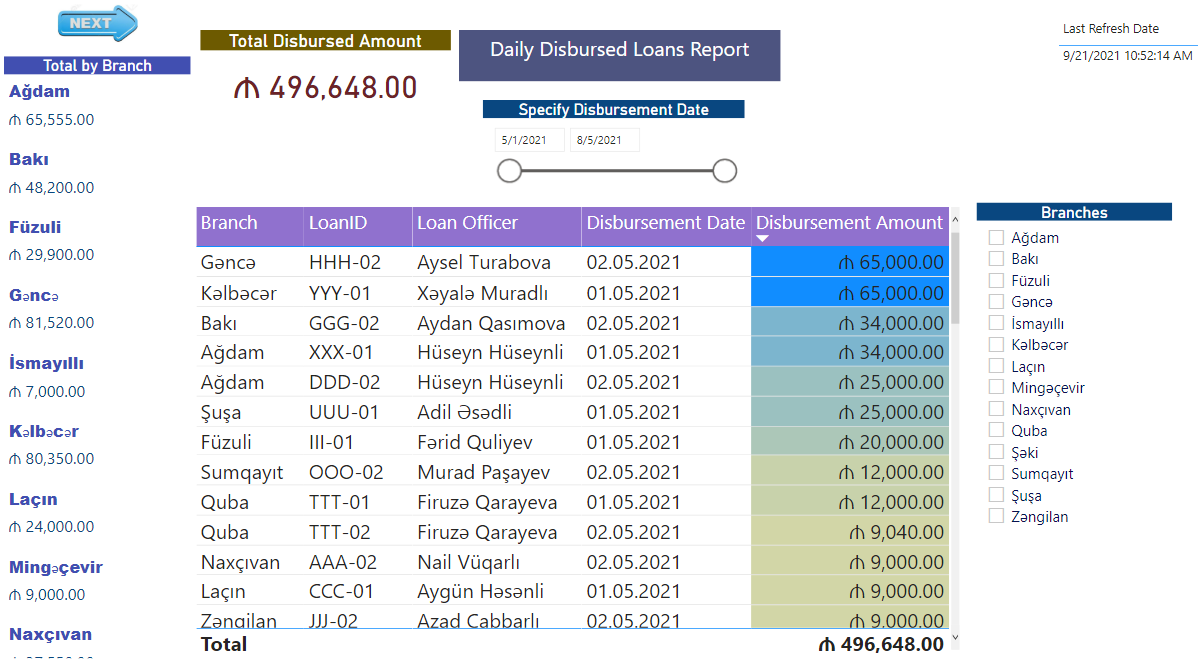 NEXT
Total by Branch
Ağdam
₼ 65,555.00
Bakı
₼ 48,200.00
Füzuli
₼ 29,900.00
Gəncə
₼ 81,520.00
İsmayıllı
₼ 7,000.00
Kəlbəcər
₼ 80,350.00
Laçın
₼ 24,000.00
Mingəçevir
₼ 9,000.00
Naxçıvan
Total Disbursed Amount
₼ 496,648.00
Daily Disbursed Loans Report
Specify Disbursement Date
5/1/2021 8/5/2021
Last Refresh Date
9/21/2021 10:52:14 AM
Branch LoanID Loan Officer Disbursement Date Disbursement Amount
Gəncə HHH-02 Aysel Turabova 02.05.2021 ₼ 65,000.00
Kəlbəcər YYY-01 Xəyalə Muradlı 01.05.2021 ₼ 65,000.00
Bakı GGG-02 Aydan Qasımova 02.05.2021 ₼ 34,000.00
Ağdam XXX-01 Hüseyn Hüseynli 01.05.2021 ₼ 34,000.00
Ağdam DDD-02 Hüseyn Hüseynli 02.05.2021 ₼ 25,000.00
Şuşa UUU-01 Adil Əsədli 01.05.2021 ₼ 25,000.00
Füzuli III-01 Fərid Quliyev 01.05.2021 ₼ 20,000.00
Sumqayıt OOO-02 Murad Paşayev 02.05.2021 ₼ 12,000.00
Quba TTT-01 Firuzə Qarayeva 01.05.2021 ₼ 12,000.00
Quba TTT-02 Firuzə Qarayeva 02.05.2021 ₼ 9,040.00
Naxçıvan AAA-02 Nail Vüqarlı 02.05.2021 ₼ 9,000.00
Laçın CCC-01 Aygün Həsənli 01.05.2021 ₼ 9,000.00
Zəngilan JJJ-02 Azad Cabbarlı 02.05.2021 ₼ 9,000.00
Total ₼ 496,648.00
Branches
Ağdam
Bakı
Füzuli
Gəncə
İsmayıllı
Kəlbəcər
Laçın
Mingəçevir
Naxçıvan
Quba
Şəki
Sumqayıt
Şuşa
Zəngilan